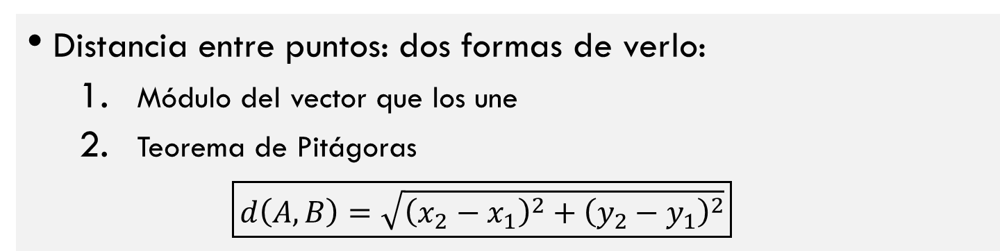 • Distancia entre puntos: dos formas de verlo:
1. Módulo del vector que los une
2. Teorema de Pitágoras
d(A, B) = √(x₂ − x₁)² + (y₂ − y₁)²